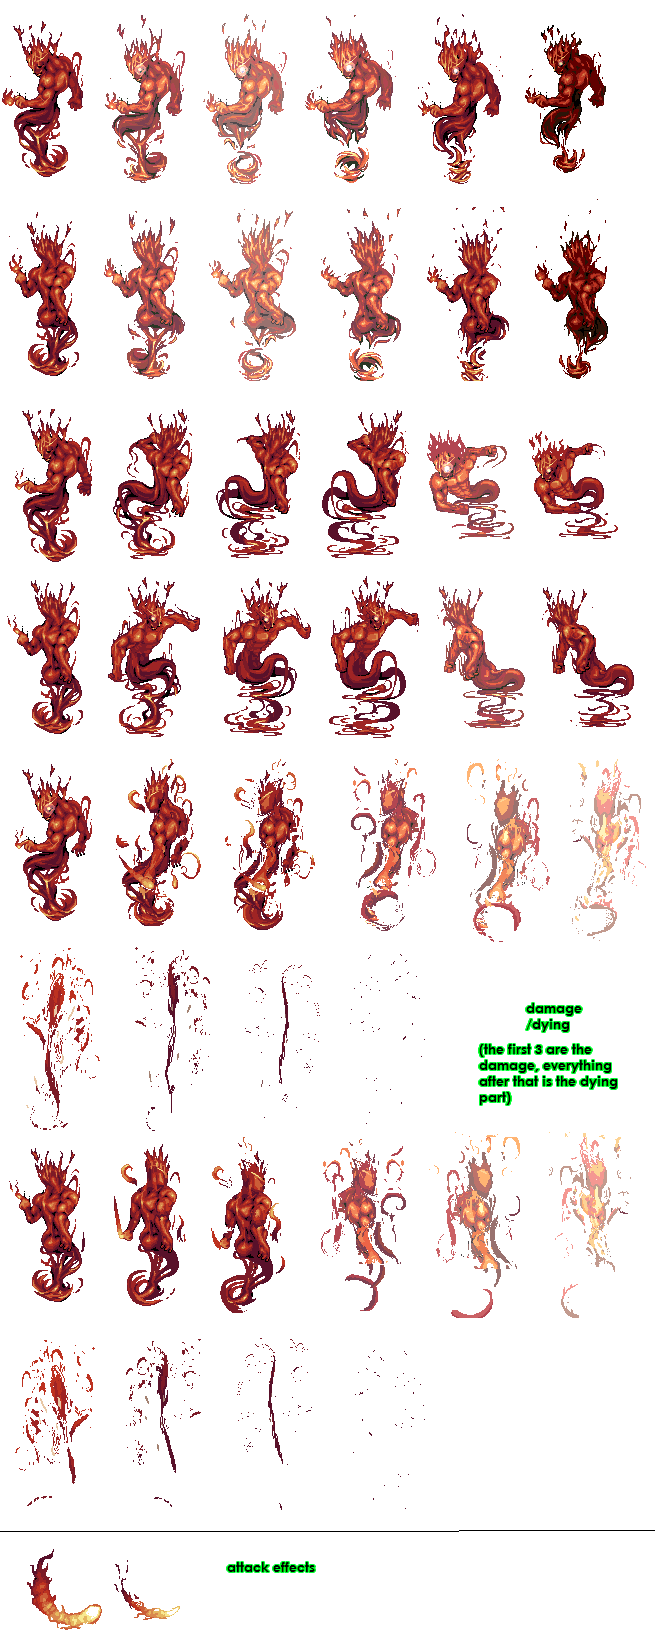 damage
/dying
(the first 3 are the
damage, everything
after that is the dying
part)
attack effects